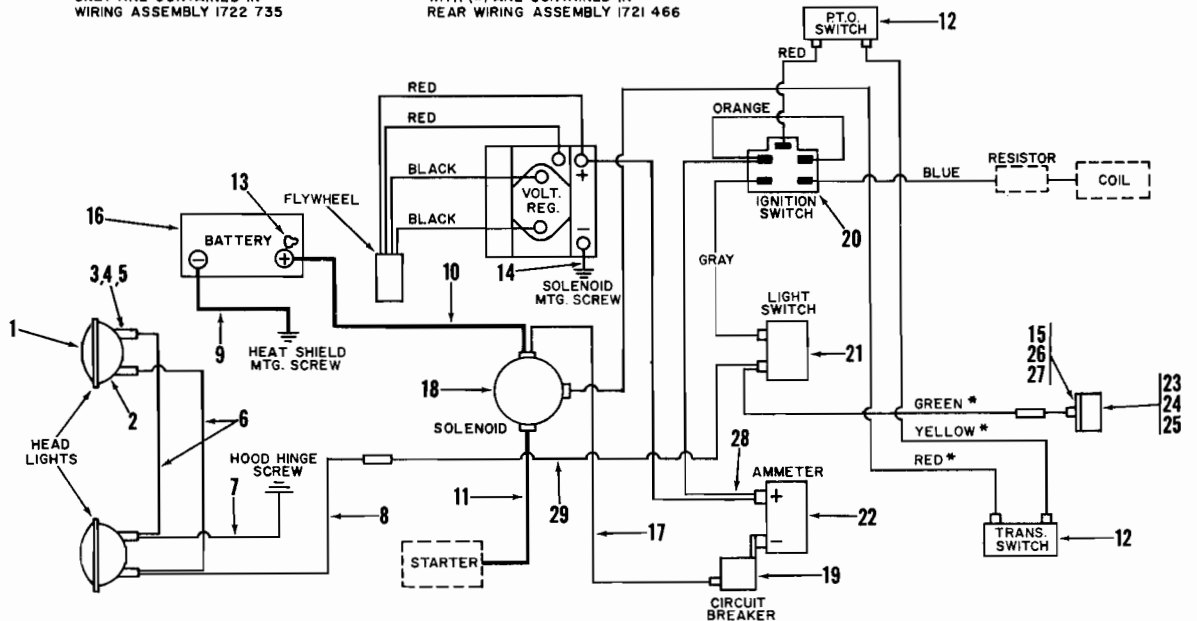 WIRING ASSEMBLY 1722 735
REAR WIRING ASSEMBLY 1721 466
P.T.O.
SWITCH
12
RED
RED
RED
ORANGE
BLACK
BLACK
VOLT.
REG.
+
−
FLYWHEEL
13
16
BATTERY
−
+
3,4,5
1
2
9
HEAT SHIELD
MTG. SCREW
10
14
SOLENOID
MTG. SCREW
IGNITION
SWITCH
20
BLUE
RESISTOR
COIL
GRAY
LIGHT
SWITCH
21
15
26
27
23
24
25
GREEN *
YELLOW *
RED *
18
SOLENOID
6
HEAD
LIGHTS
HOOD HINGE
SCREW
7
8
11
29
17
28
AMMETER
+
−
22
STARTER
19
CIRCUIT
BREAKER
TRANS.
SWITCH
12